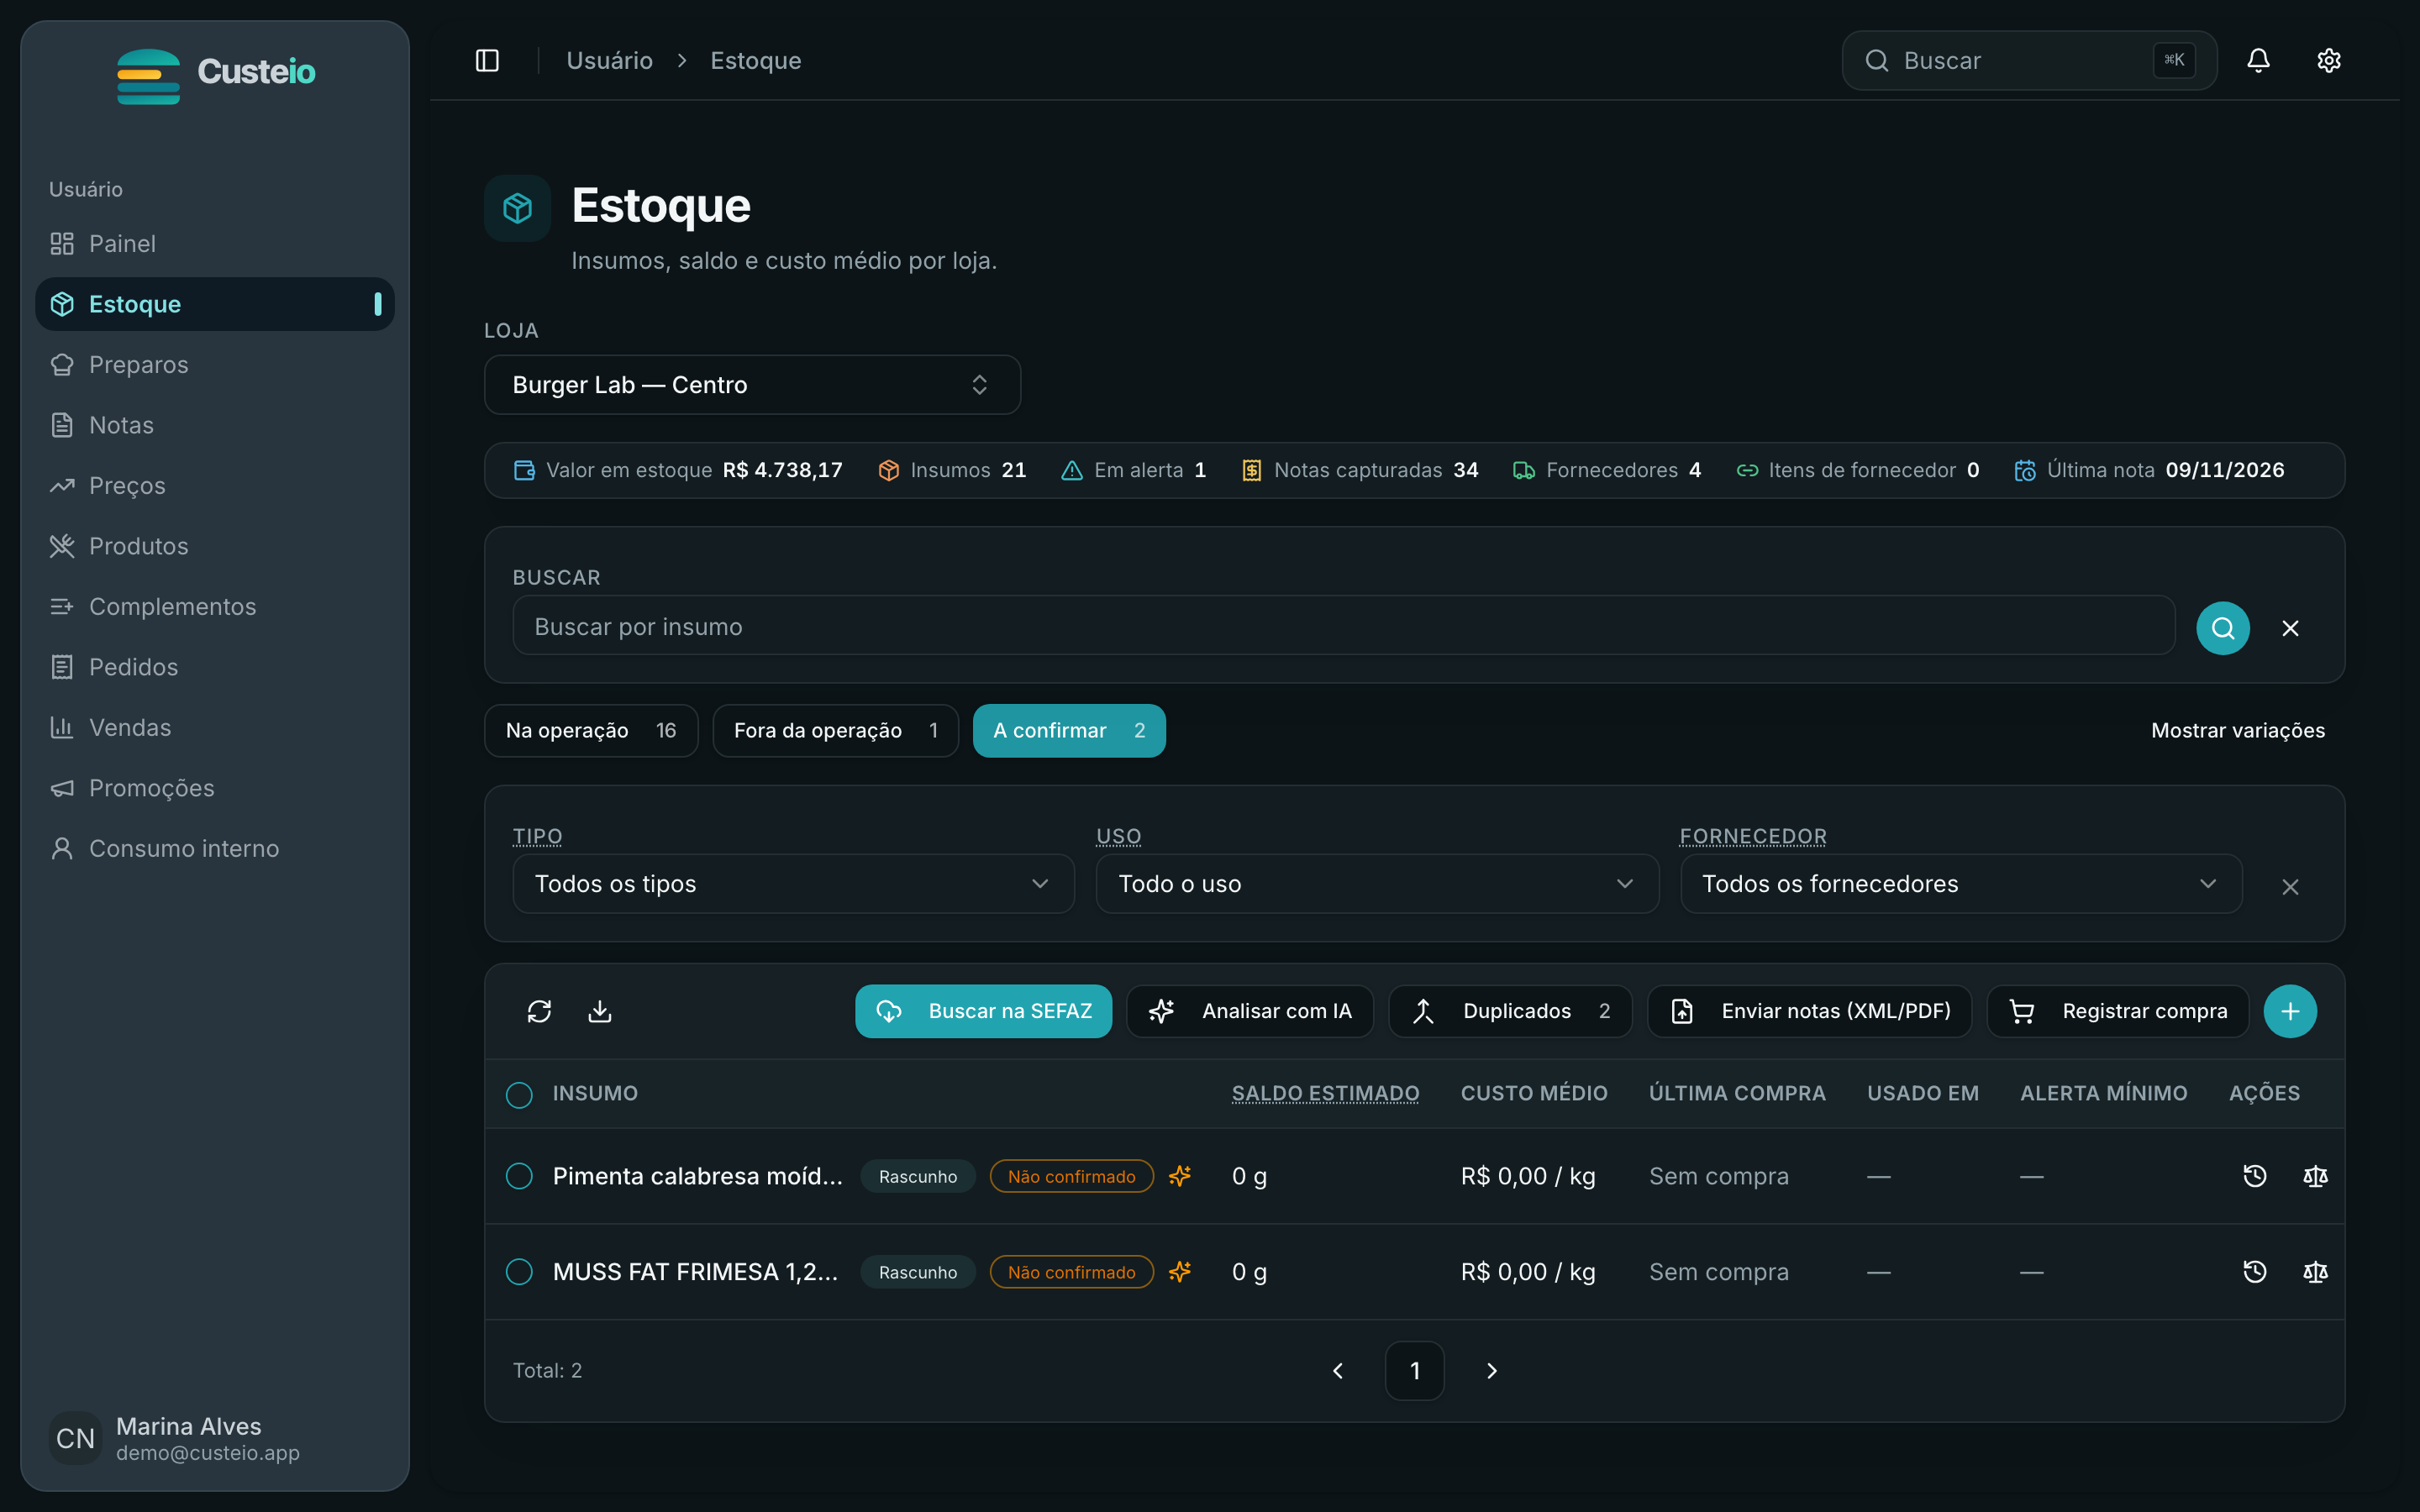 Custeio
Usuário
Painel
Estoque
Preparos
Notas
Preços
Produtos
Complementos
Pedidos
Vendas
Promoções
Consumo interno
CN
Marina Alves
demo@custeio.app
Usuário > Estoque
Buscar ⌘K
Estoque
Insumos, saldo e custo médio por loja.
LOJA
Burger Lab — Centro
Valor em estoque R$ 4.738,17 Insumos 21 Em alerta 1 Notas capturadas 34 Fornecedores 4 Itens de fornecedor 0 Última nota 09/11/2026
BUSCAR
Buscar por insumo
Na operação 16 Fora da operação 1 A confirmar 2 Mostrar variações
TIPO USO FORNECEDOR
Todos os tipos Todo o uso Todos os fornecedores
Buscar na SEFAZ Analisar com IA Duplicados 2 Enviar notas (XML/PDF) Registrar compra
INSUMO SALDO ESTIMADO CUSTO MÉDIO ÚLTIMA COMPRA USADO EM ALERTA MÍNIMO AÇÕES
Pimenta calabresa moíd... Rascunho Não confirmado 0 g R$ 0,00 / kg Sem compra — —
MUSS FAT FRIMESA 1,2... Rascunho Não confirmado 0 g R$ 0,00 / kg Sem compra — —
Total: 2 1